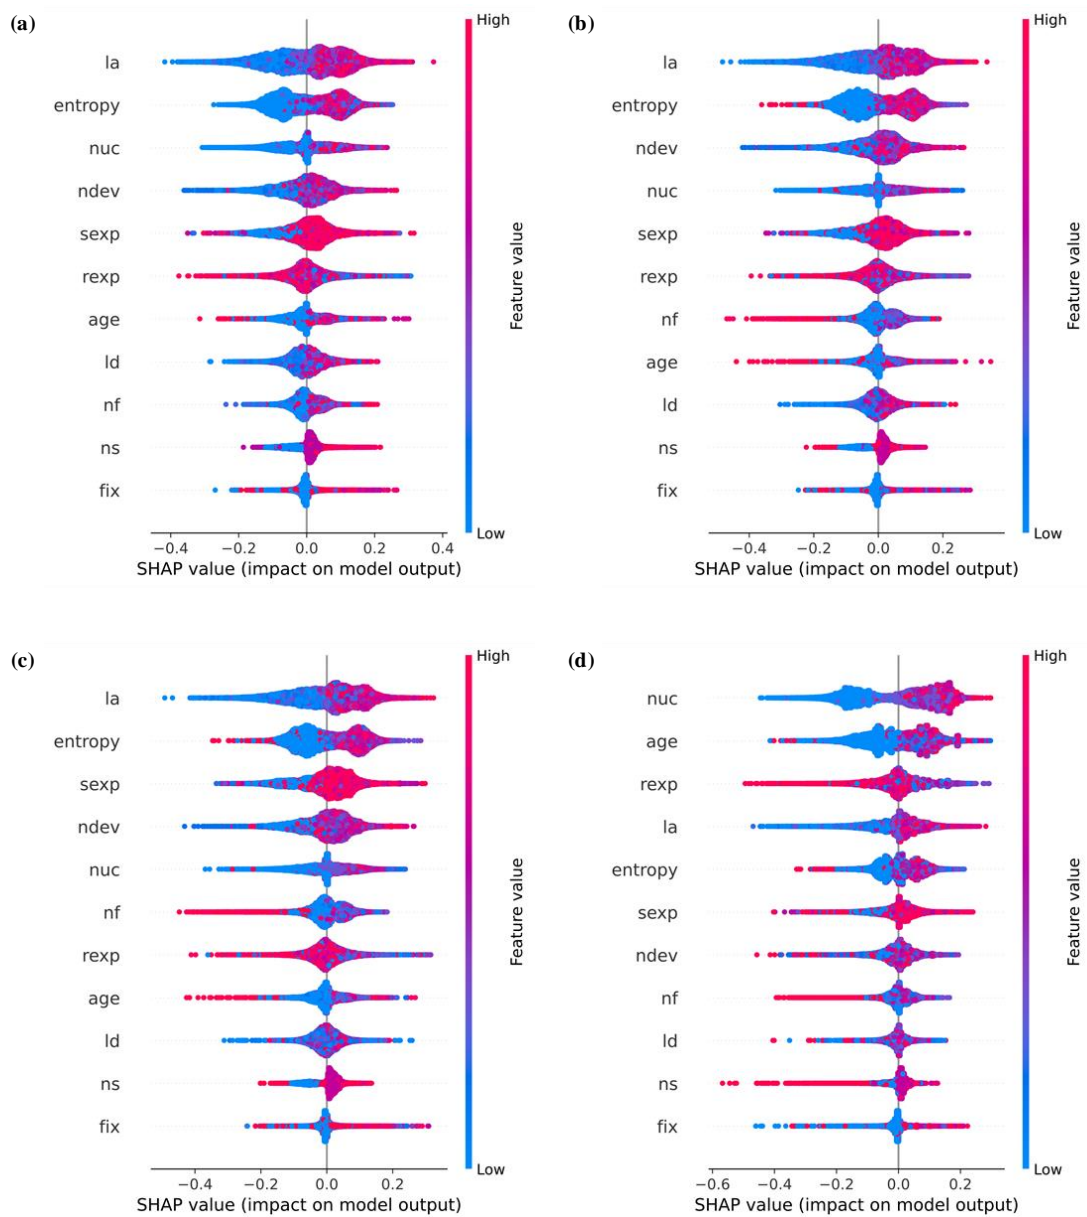 (a)
High
la
entropy
nuc
ndev
sexp
rexp
age
ld
nf
ns
fix
Feature value
Low
−0.4 −0.2 0.0 0.2 0.4
SHAP value (impact on model output)
(b)
High
la
entropy
ndev
nuc
sexp
rexp
nf
age
ld
ns
fix
Feature value
Low
−0.4 −0.2 0.0 0.2
SHAP value (impact on model output)
(c)
High
la
entropy
sexp
ndev
nuc
nf
rexp
age
ld
ns
fix
Feature value
Low
−0.4 −0.2 0.0 0.2
SHAP value (impact on model output)
(d)
High
nuc
age
rexp
la
entropy
sexp
ndev
nf
ld
ns
fix
Feature value
Low
−0.6 −0.4 −0.2 0.0 0.2
SHAP value (impact on model output)